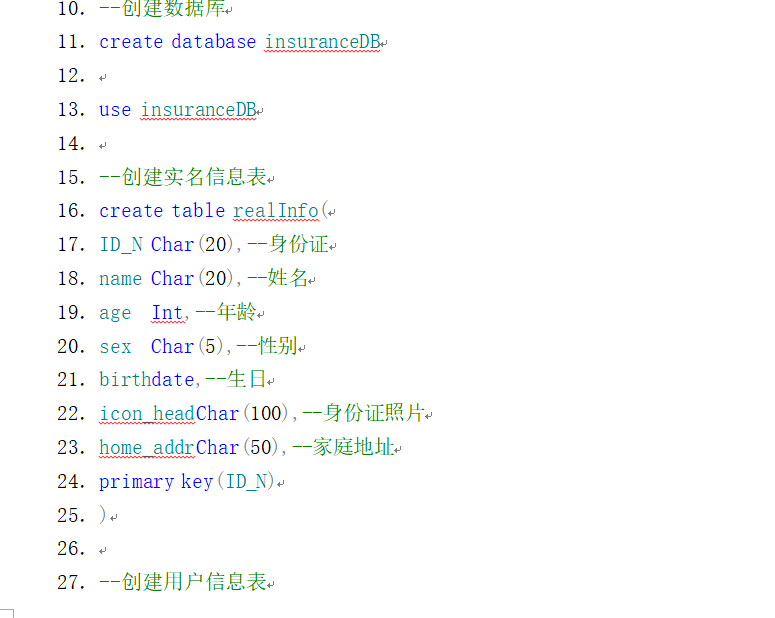 10. --创建数据库
11. create database insuranceDB
12.
13. use insuranceDB
14.
15. --创建实名信息表
16. create table realInfo(
17. ID_N Char(20),--身份证
18. name Char(20),--姓名
19. age Int,--年龄
20. sex Char(5),--性别
21. birthdate,--生日
22. icon_headChar(100),--身份证照片
23. home_addrChar(50),--家庭地址
24. primary key(ID_N)
25. )
26.
27. --创建用户信息表